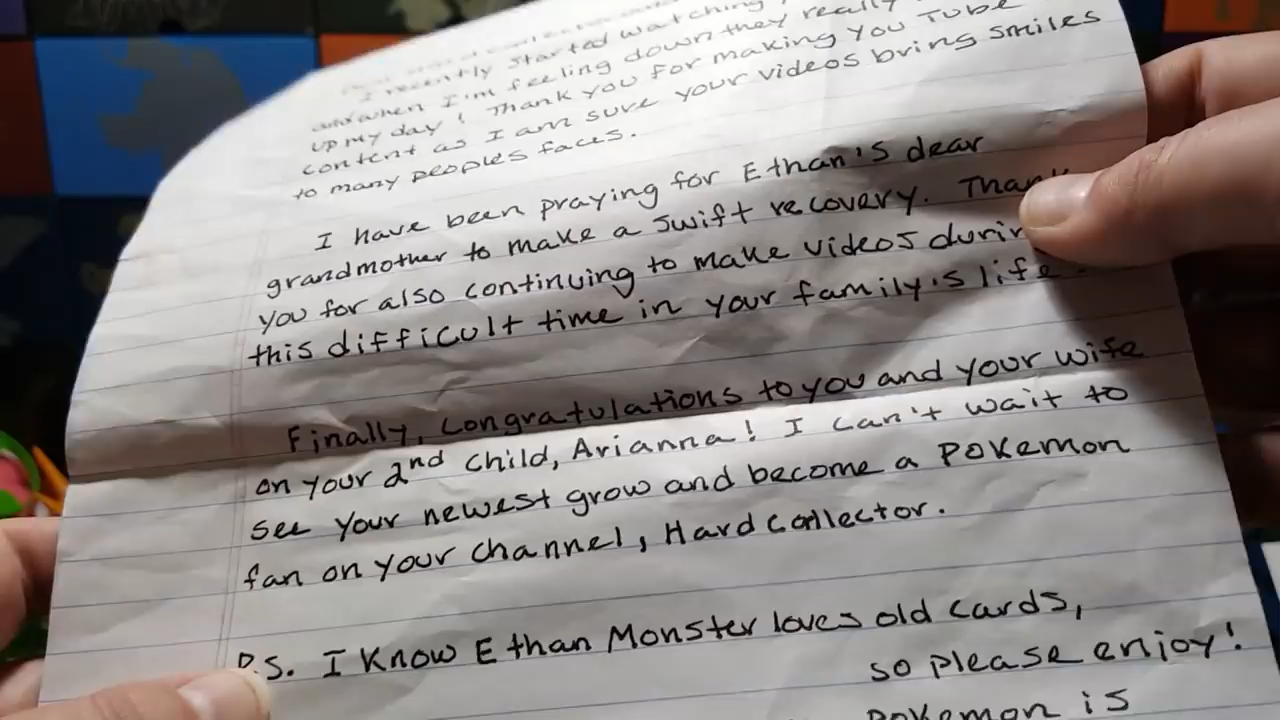 I recently started watching
and when I'm feeling down they really
up my day! Thank you for making YouTube
content as I am sure your videos bring smiles
to many peoples faces.
I have been praying for Ethan's dear
grandmother to make a swift recovery. Thank
you for also continuing to make videos durin
this difficult time in your family's life.
Finally, congratulations to you and your wife
on your 2nd child, Arianna! I can't wait to
see your newest grow and become a Pokemon
fan on your channel, HardCollector.
P.S. I know Ethan Monster loves old cards,
so please enjoy!
Pokemon is